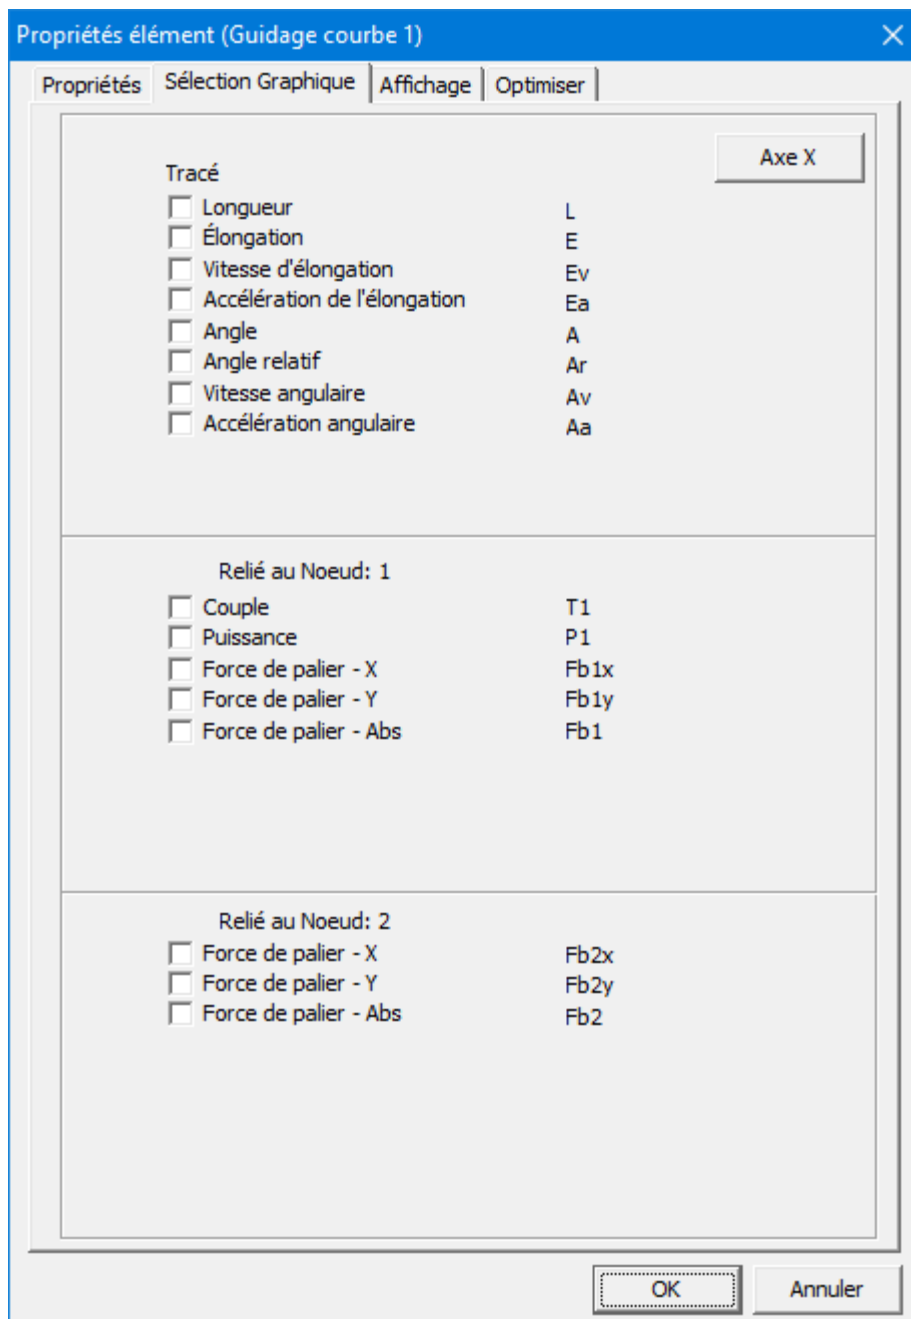 Propriétés élément (Guidage courbe 1)
Propriétés Sélection Graphique Affichage Optimiser
Axe X
Tracé
Longueur L
Élongation E
Vitesse d'élongation Ev
Accélération de l'élongation Ea
Angle A
Angle relatif Ar
Vitesse angulaire Av
Accélération angulaire Aa
Relié au Noeud: 1
Couple T1
Puissance P1
Force de palier - X Fb1x
Force de palier - Y Fb1y
Force de palier - Abs Fb1
Relié au Noeud: 2
Force de palier - X Fb2x
Force de palier - Y Fb2y
Force de palier - Abs Fb2
OK Annuler